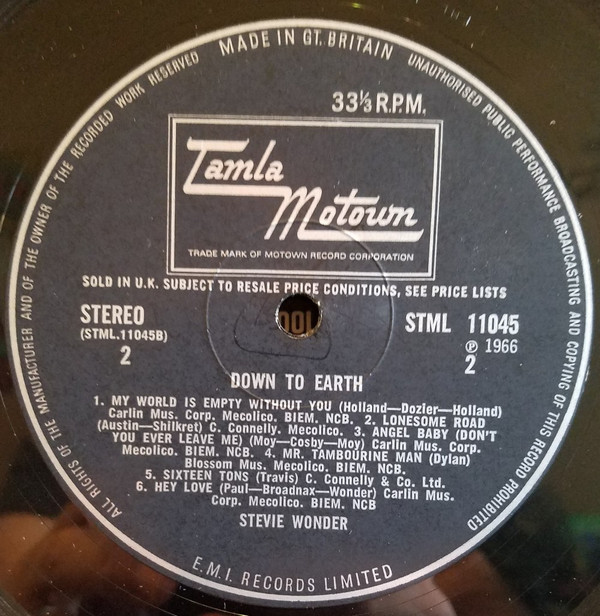 MADE IN GT. BRITAIN
UNAUTHORISED PUBLIC PERFORMANCE BROADCASTING AND COPYING OF THIS RECORD PROHIBITED
ALL RIGHTS OF THE MANUFACTURER AND OF THE OWNER OF THE RECORDED WORK RESERVED
33⅓ R.P.M.
Tamla
Motown
TRADE MARK OF MOTOWN RECORD CORPORATION
SOLD IN U.K. SUBJECT TO RESALE PRICE CONDITIONS, SEE PRICE LISTS
STEREO
(STML.11045B)
2
STML 11045
℗ 1966
2
DOWN TO EARTH
1. MY WORLD IS EMPTY WITHOUT YOU (Holland—Dozier—Holland)
Carlin Mus. Corp. Mecolico. BIEM. NCB. 2. LONESOME ROAD
(Austin—Shilkret) C. Connelly. Mecolico. 3. ANGEL BABY (DON'T
YOU EVER LEAVE ME) (Moy—Cosby—Moy) Carlin Mus. Corp.
Mecolico. BIEM. NCB. 4. MR. TAMBOURINE MAN (Dylan)
Blossom Mus. Mecolico. BIEM. NCB.
5. SIXTEEN TONS (Travis) C. Connelly & Co. Ltd.
6. HEY LOVE (Paul—Broadnax—Wonder) Carlin Mus.
Corp. Mecolico. BIEM. NCB
STEVIE WONDER
E.M.I. RECORDS LIMITED